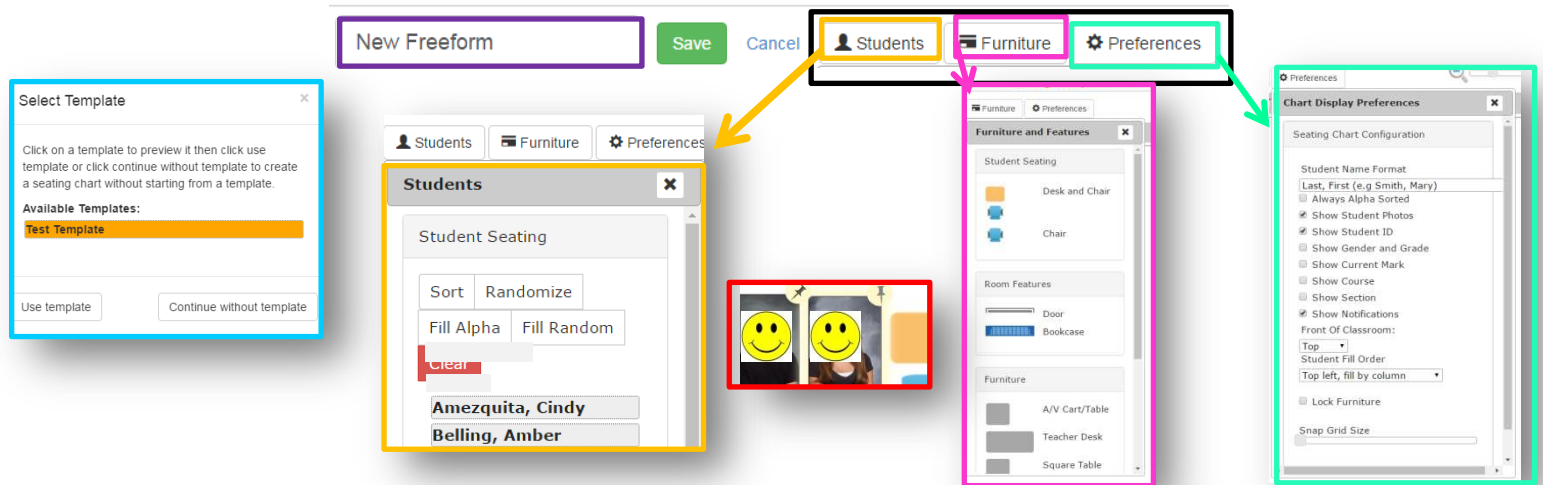 New Freeform
Save
Cancel
Students
Furniture
Preferences
Select Template
×
Click on a template to preview it then click use
template or click continue without template to create
a seating chart without starting from a template.
Available Templates:
Test Template
Use template
Continue without template
Students
Furniture
Preferences
Students
Student Seating
Sort
Randomize
Fill Alpha
Fill Random
Clear
Amezquita, Cindy
Belling, Amber
Furniture
Preferences
Furniture and Features
Student Seating
Desk and Chair
Chair
Room Features
Door
Bookcase
Furniture
A/V Cart/Table
Teacher Desk
Square Table
Preferences
Chart Display Preferences
Seating Chart Configuration
Student Name Format
Last, First (e.g Smith, Mary)
Always Alpha Sorted
Show Student Photos
Show Student ID
Show Gender and Grade
Show Current Mark
Show Course
Show Section
Show Notifications
Front Of Classroom:
Top
Student Fill Order
Top left, fill by column
Lock Furniture
Snap Grid Size